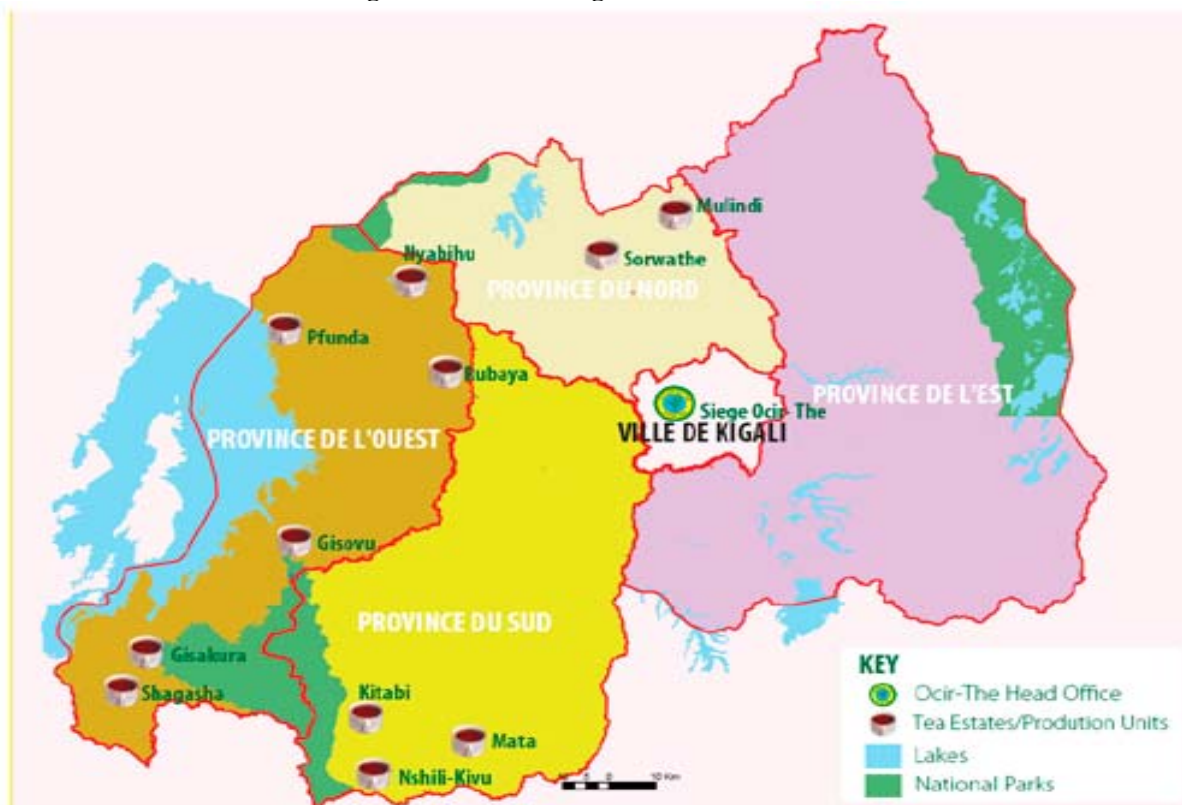 Mulindi
Nyabihu
Sorwathe
PROVINCE DU NORD
Pfunda
Rubaya
PROVINCE DE L'EST
Siege Ocir-The
VILLE DE KIGALI
PROVINCE DE L'OUEST
Gisovu
PROVINCE DU SUD
Gisakura
Shagasha
Kitabi
Mata
Nshili-Kivu
10 Km
KEY
Ocir-The Head Office
Tea Estates/Prodution Units
Lakes
National Parks